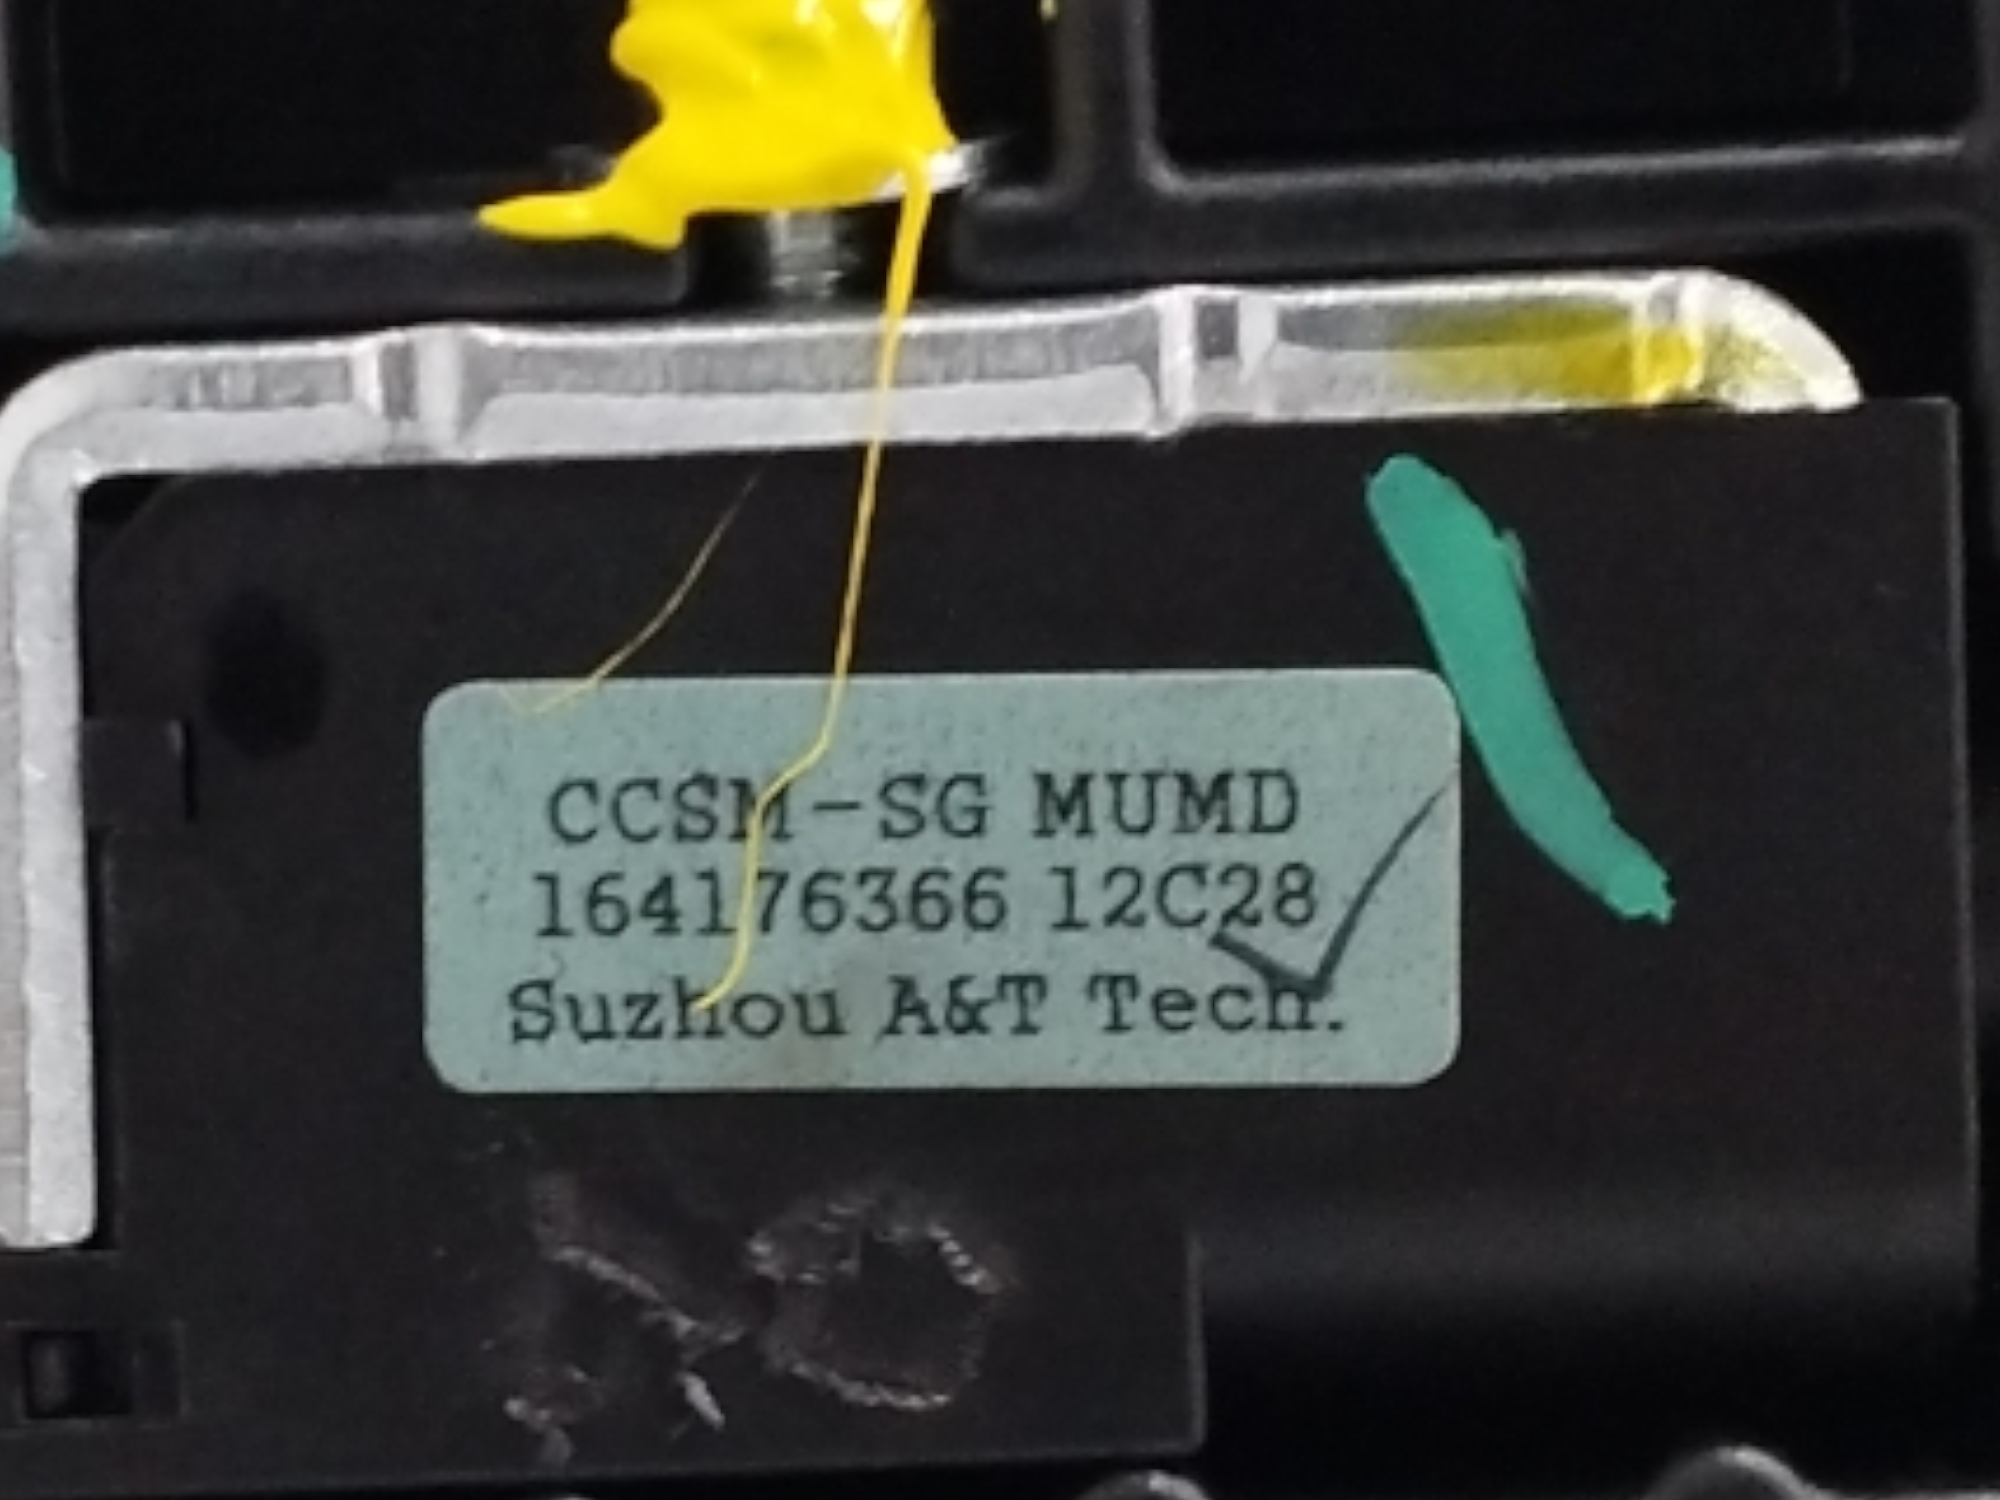 CCSM-SG MUMD
164176366 12C28
Suzhou A&T Tech.